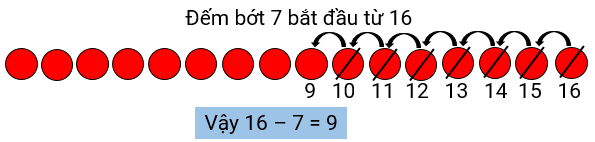 Đếm bớt 7 bắt đầu từ 16
9 10 11 12 13 14 15 16
Vậy 16 – 7 = 9